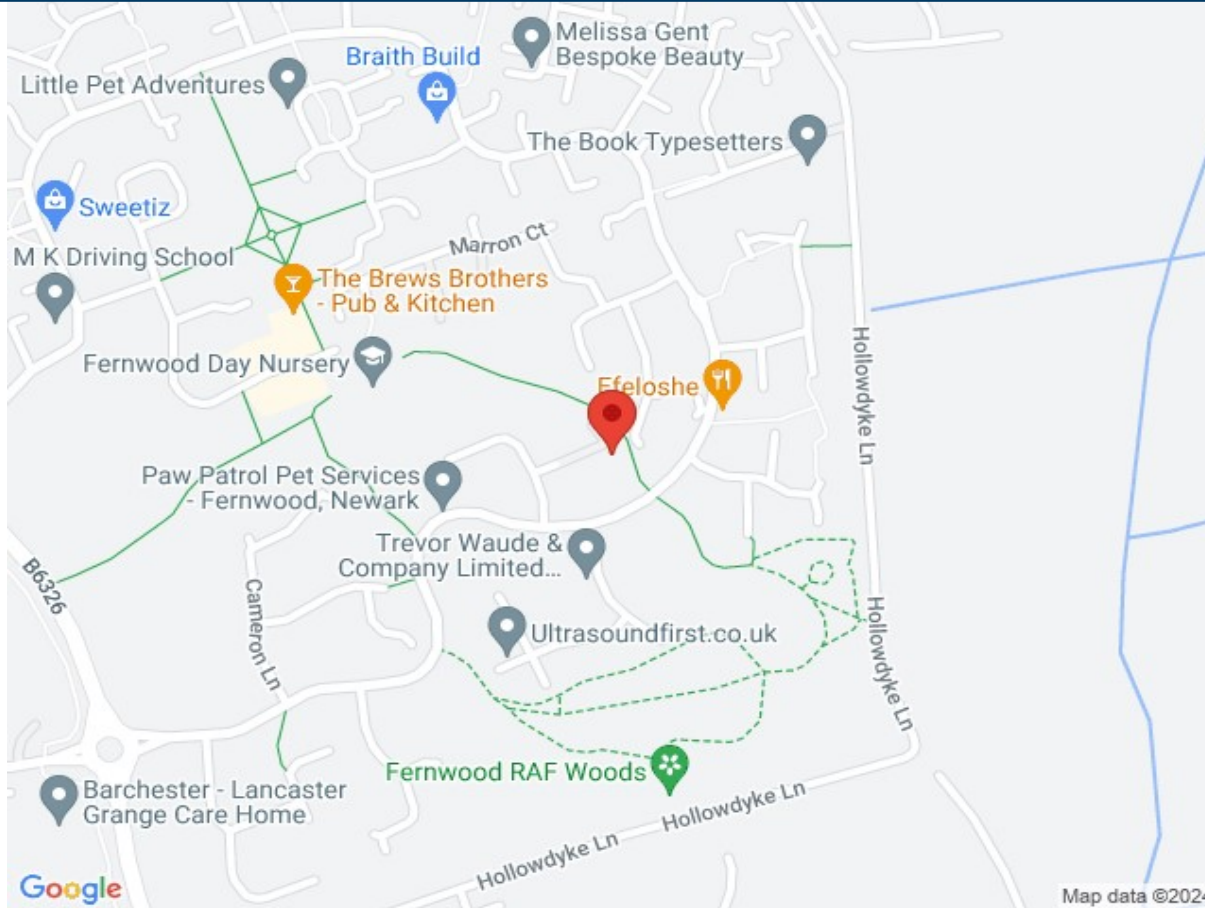 Melissa Gent
Bespoke Beauty
Braith Build
Little Pet Adventures
The Book Typesetters
Sweetiz
Marron Ct
M K Driving School
The Brews Brothers
- Pub & Kitchen
Fernwood Day Nursery
Hollowdyke Ln
Efeloshe
Paw Patrol Pet Services
- Fernwood, Newark
Trevor Waude &
Company Limited...
B6326
Cameron Ln
Ultrasoundfirst.co.uk
Hollowdyke Ln
Fernwood RAF Woods
Barchester - Lancaster
Grange Care Home
Hollowdyke Ln
Hollowdyke Ln
Google
Map data ©2024